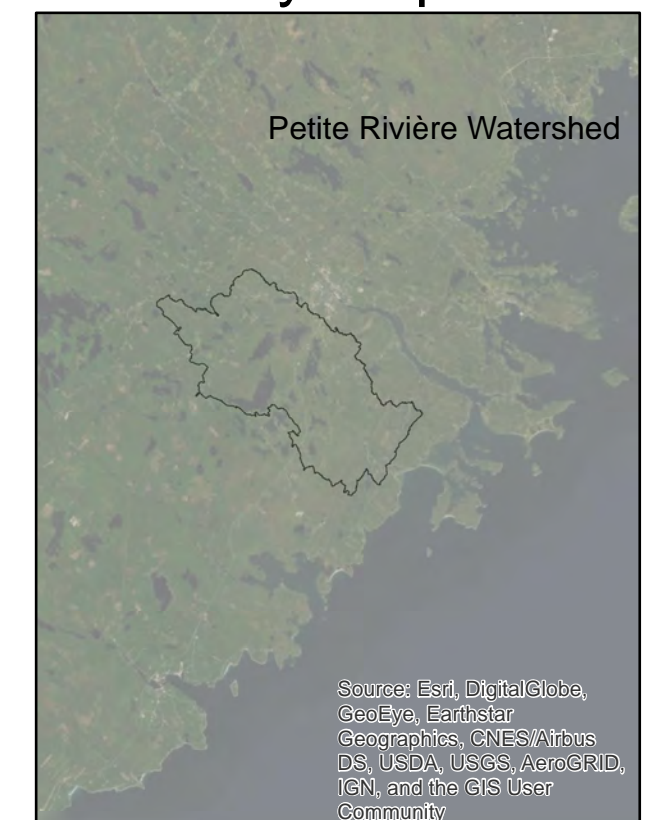 Petite Rivière Watershed
Source: Esri, DigitalGlobe,
GeoEye, Earthstar
Geographics, CNES/Airbus
DS, USDA, USGS, AeroGRID,
IGN, and the GIS User
Community